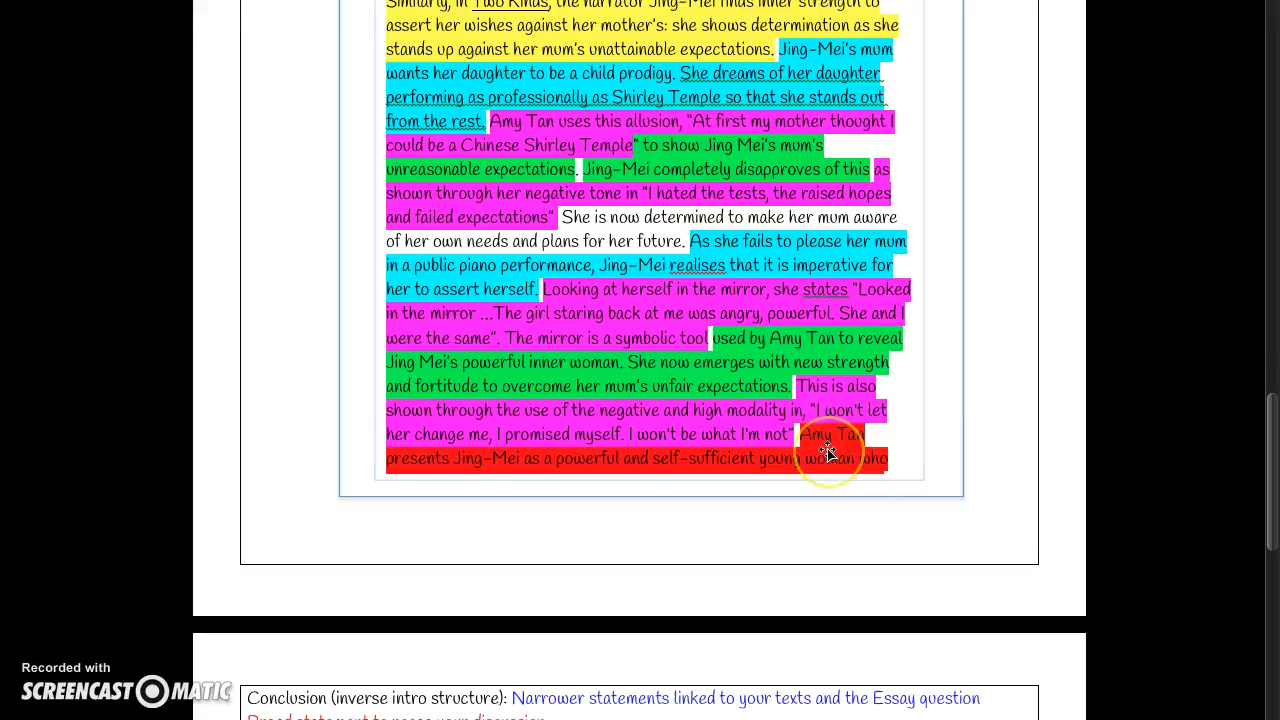 Similarly, in Two Kinds, the narrator Jing-Mei finds inner strength to
assert her wishes against her mother's: she shows determination as she
stands up against her mum's unattainable expectations. Jing-Mei's mum
wants her daughter to be a child prodigy. She dreams of her daughter
performing as professionally as Shirley Temple so that she stands out
from the rest. Amy Tan uses this allusion, "At first my mother thought I
could be a Chinese Shirley Temple" to show Jing Mei's mum's
unreasonable expectations. Jing-Mei completely disapproves of this as
shown through her negative tone in "I hated the tests, the raised hopes
and failed expectations" She is now determined to make her mum aware
of her own needs and plans for her future. As she fails to please her mum
in a public piano performance, Jing-Mei realises that it is imperative for
her to assert herself. Looking at herself in the mirror, she states "Looked
in the mirror ...The girl staring back at me was angry, powerful. She and I
were the same". The mirror is a symbolic tool used by Amy Tan to reveal
Jing Mei's powerful inner woman. She now emerges with new strength
and fortitude to overcome her mum's unfair expectations. This is also
shown through the use of the negative and high modality in, "I won't let
her change me, I promised myself. I won't be what I'm not" Amy Tan
presents Jing-Mei as a powerful and self-sufficient young woman who
Conclusion (inverse intro structure): Narrower statements linked to your texts and the Essay question
Broad statement to
your discussion
Recorded with
SCREENCAST-O-MATIC